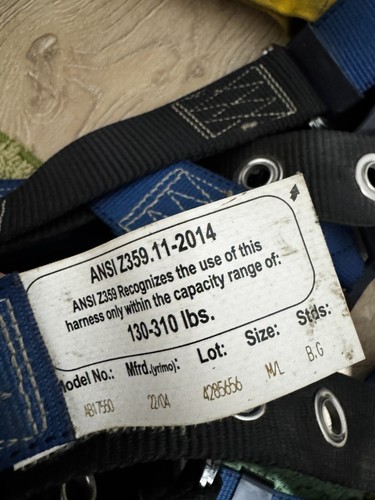 ANSI Z359.11-2014
ANSI Z359 Recognizes the use of this
harness only within the capacity range of:
130-310 lbs.
Model No.: Mfrd.(yr/mo): Lot: Size: Stds:
AB17550 22/04 4285656 M/L B.G